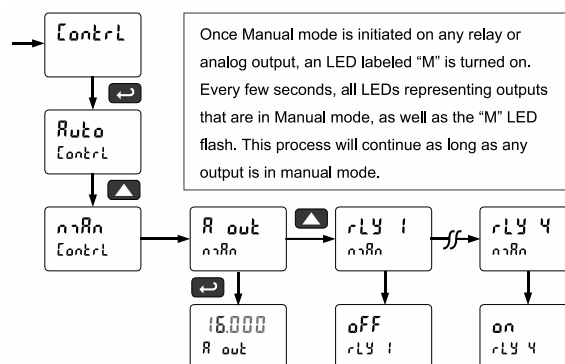 Contrl
Once Manual mode is initiated on any relay or
analog output, an LED labeled “M” is turned on.
Every few seconds, all LEDs representing outputs
that are in Manual mode, as well as the “M” LED
flash. This process will continue as long as any
output is in manual mode.
Auto
Contrl
mAn
Contrl
A out
mAn
rLY 1
mAn
rLY 4
mAn
16.000
A out
oFF
rLY 1
on
rLY 4